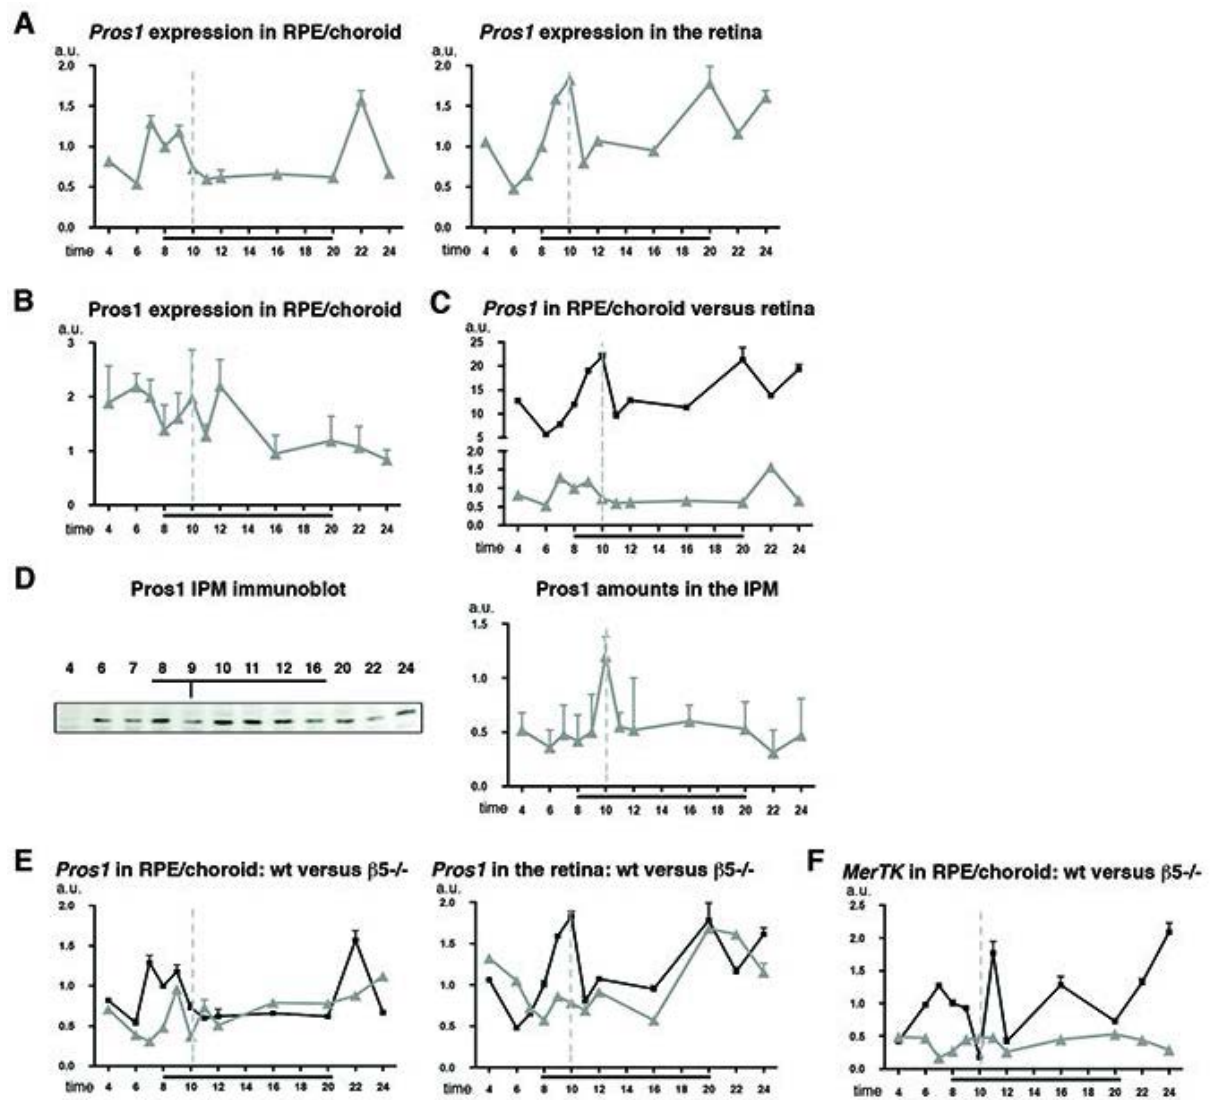 A
Pros1 expression in RPE/choroid
Pros1 expression in the retina
a.u.
a.u.
2.0
1.5
1.0
0.5
0.0
2.0
1.5
1.0
0.5
0.0
time 4 6 8 10 12 14 16 18 20 22 24
time 4 6 8 10 12 14 16 18 20 22 24
B
Pros1 expression in RPE/choroid
a.u.
3
2
1
0
time 4 6 8 10 12 14 16 18 20 22 24
C
Pros1 in RPE/choroid versus retina
a.u.
25
20
15
10
5
2.0
1.5
1.0
0.5
0.0
time 4 6 8 10 12 14 16 18 20 22 24
D
Pros1 IPM immunoblot
4 6 7 8 9 10 11 12 16 20 22 24
Pros1 amounts in the IPM
a.u.
1.5
1.0
0.5
0.0
time 4 6 8 10 12 14 16 18 20 22 24
E
Pros1 in RPE/choroid: wt versus β5-/-
a.u.
2.0
1.5
1.0
0.5
0.0
time 4 6 8 10 12 14 16 18 20 22 24
Pros1 in the retina: wt versus β5-/-
a.u.
2.0
1.5
1.0
0.5
0.0
time 4 6 8 10 12 14 16 18 20 22 24
F
MerTK in RPE/choroid: wt versus β5-/-
a.u.
2.5
2.0
1.5
1.0
0.5
0.0
time 4 6 8 10 12 14 16 18 20 22 24